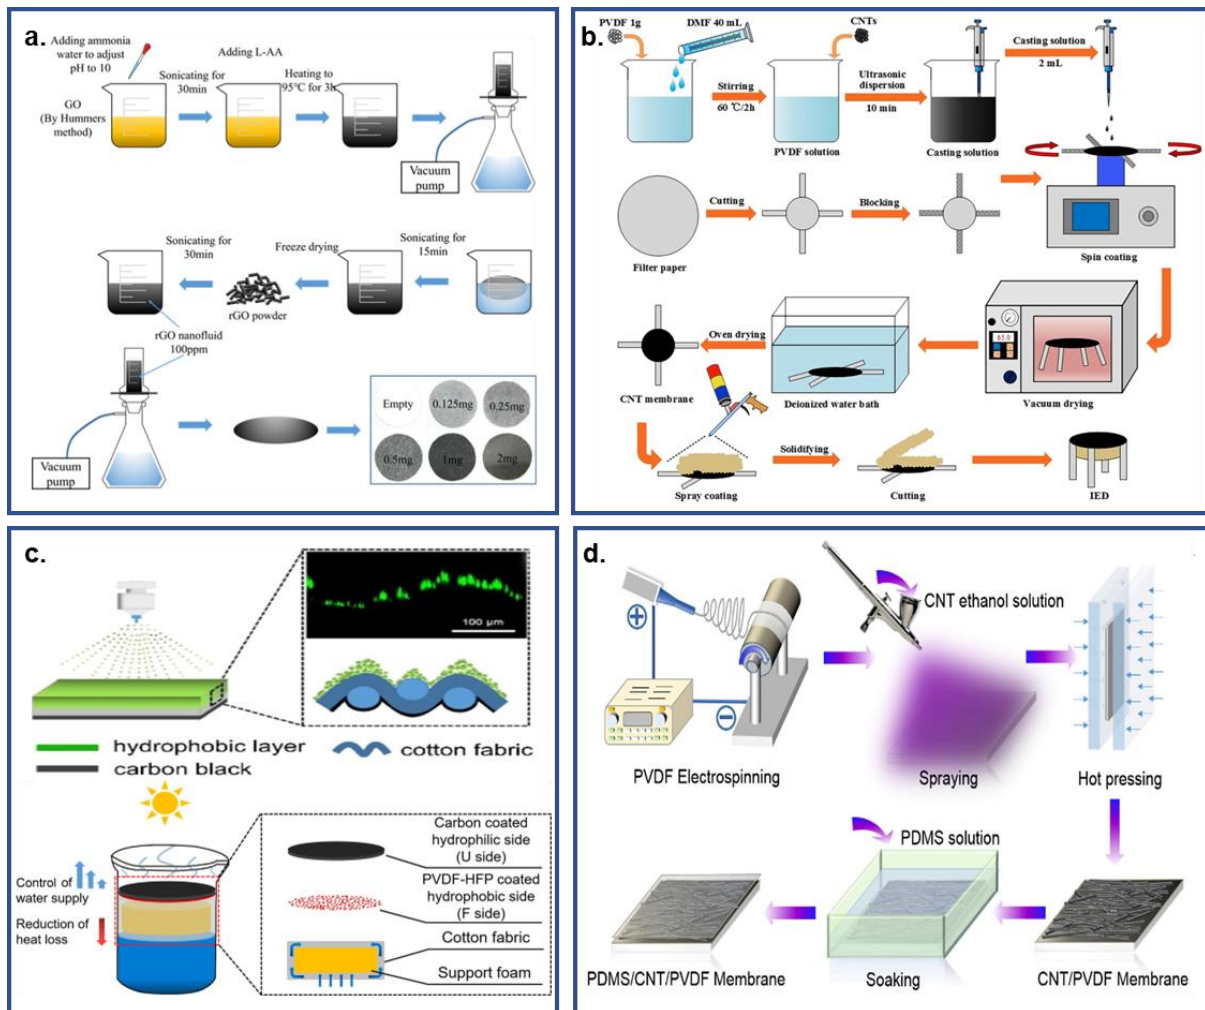 a.
Adding ammonia
water to adjust
pH to 10
Sonicating for
30min
Adding L-AA
Heating to
95℃ for 3h
GO
(By Hummers
method)
Vacuum
pump
Sonicating for
30min
Freeze drying
Sonicating for
15min
rGO powder
rGO nanofluid
100ppm
Vacuum
pump
Empty
0.125mg
0.25mg
0.5mg
1mg
2mg
b.
PVDF 1g
DMF 40 mL
CNTs
Casting solution
2 mL
Stirring
60 ℃/2h
Ultrasonic
dispersion
10 min
PVDF solution
Casting solution
Cutting
Blocking
Filter paper
Spin coating
Oven drying
65.0
CNT membrane
Deionized water bath
Vacuum drying
Solidifying
Spray coating
Cutting
IED
c.
100 μm
hydrophobic layer
cotton fabric
carbon black
Control of
water supply
Reduction of
heat loss
Carbon coated
hydrophilic side
(U side)
PVDF-HFP coated
hydrophobic side
(F side)
Cotton fabric
Support foam
d.
CNT ethanol solution
PVDF Electrospinning
Spraying
Hot pressing
PDMS solution
PDMS/CNT/PVDF Membrane
Soaking
CNT/PVDF Membrane